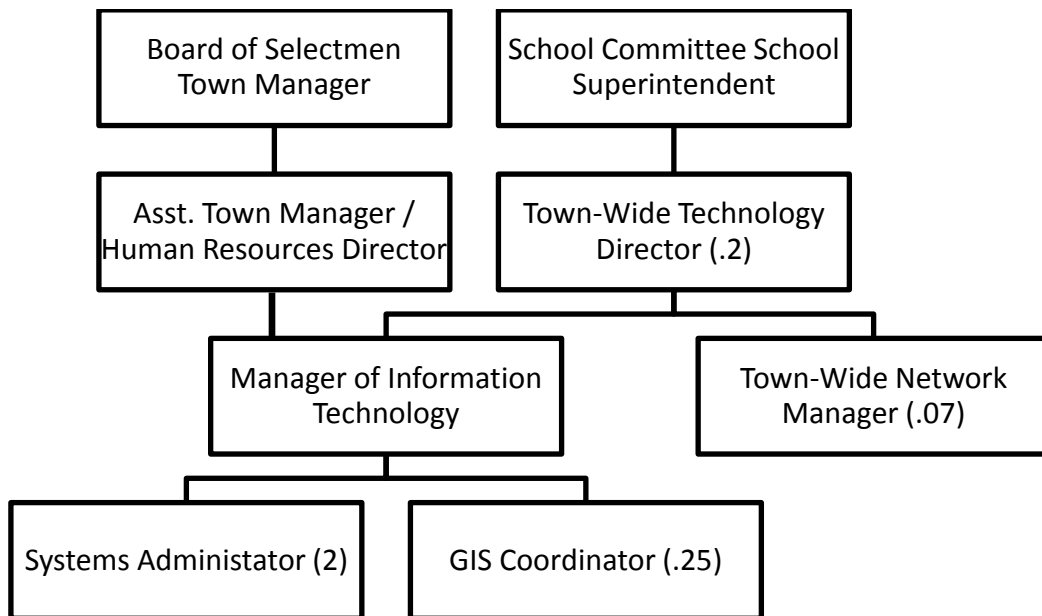 Board of Selectmen
Town Manager
School Committee School
Superintendent
Asst. Town Manager /
Human Resources Director
Town-Wide Technology
Director (.2)
Manager of Information
Technology
Town-Wide Network
Manager (.07)
Systems Administator (2)
GIS Coordinator (.25)